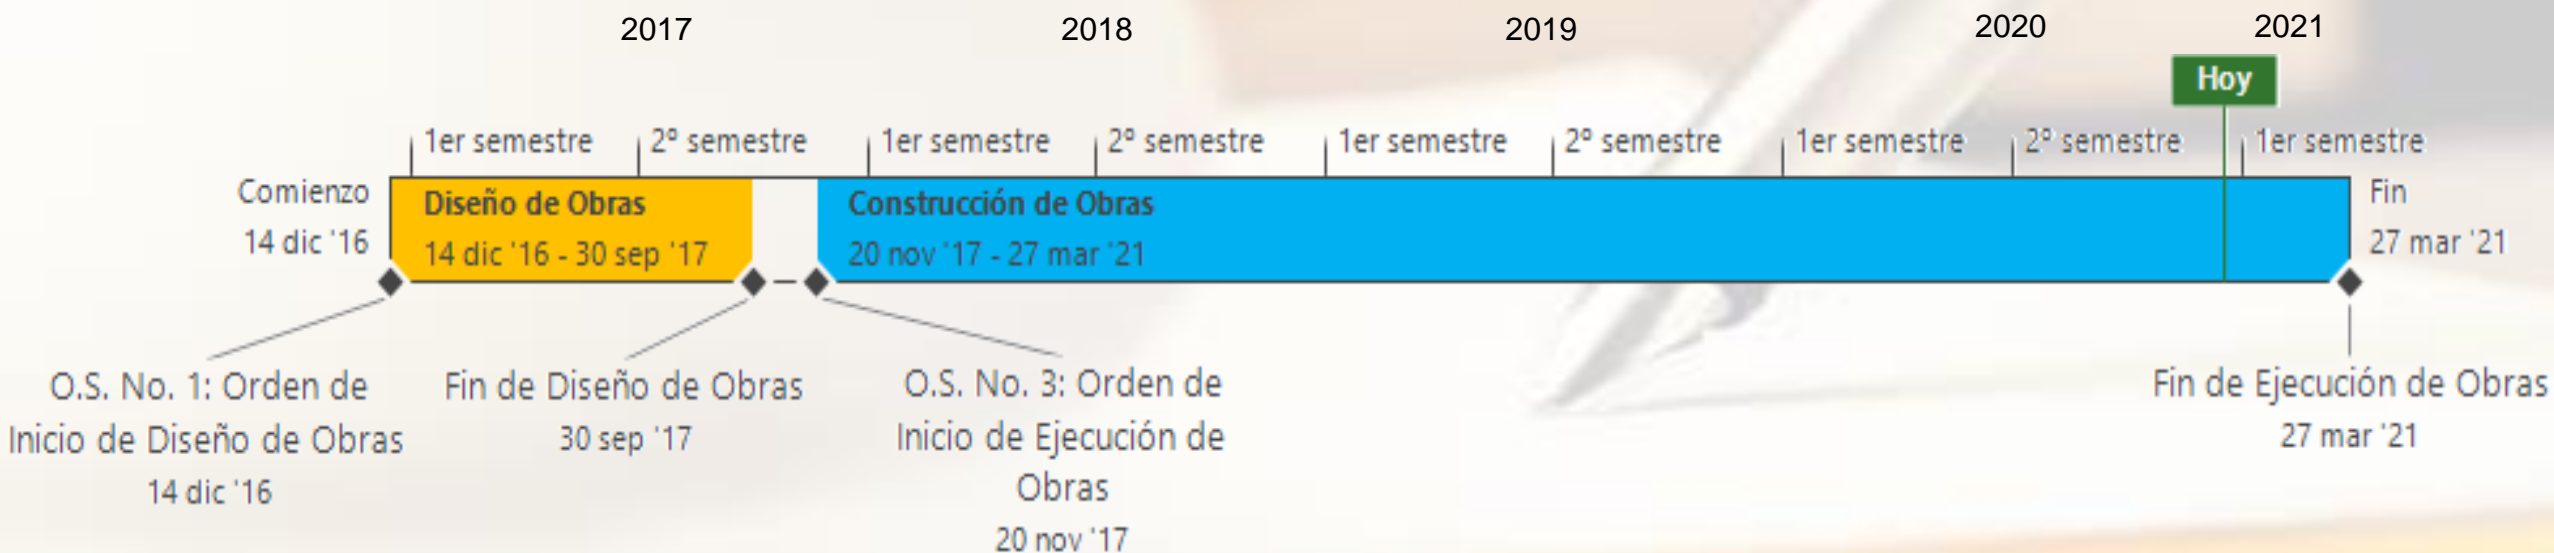 2017
2018
2019
2020
2021
Hoy
1er semestre
2º semestre
1er semestre
2º semestre
1er semestre
2º semestre
1er semestre
2º semestre
1er semestre
Comienzo
14 dic '16
Diseño de Obras
14 dic '16 - 30 sep '17
Construcción de Obras
20 nov '17 - 27 mar '21
Fin
27 mar '21
O.S. No. 1: Orden de
Inicio de Diseño de Obras
14 dic '16
Fin de Diseño de Obras
30 sep '17
O.S. No. 3: Orden de
Inicio de Ejecución de
Obras
20 nov '17
Fin de Ejecución de Obras
27 mar '21